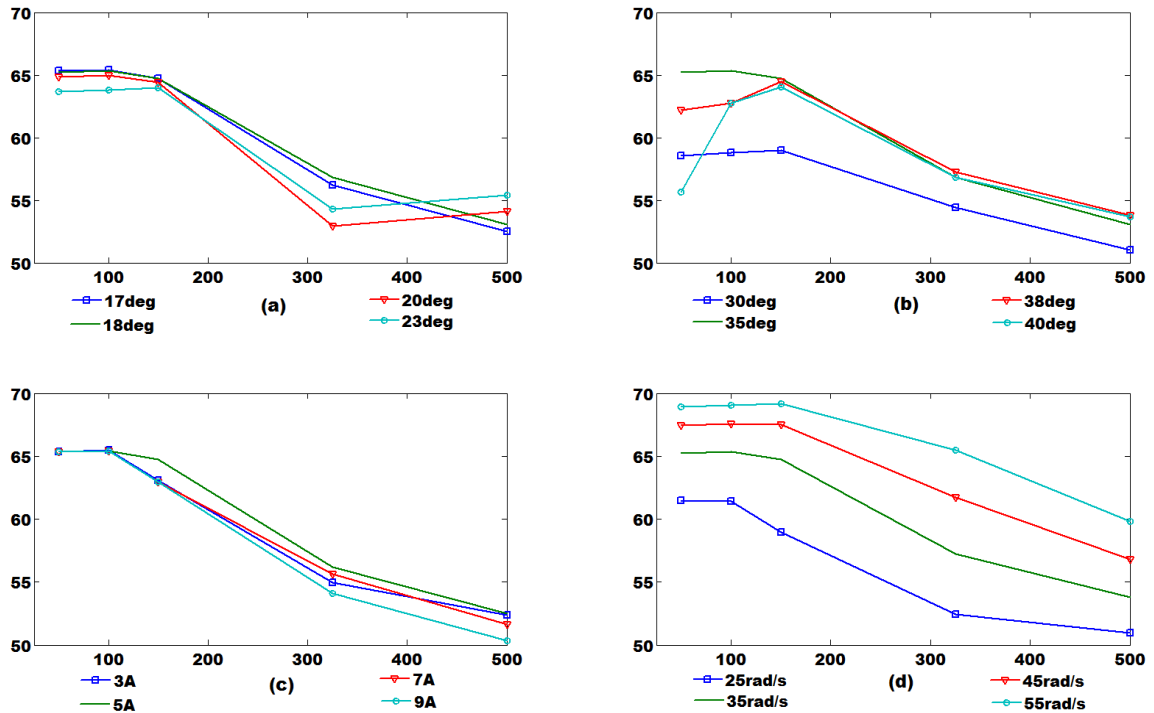 70 70
65 65
60 60
55 55
50 50
100 200 300 400 500 100 200 300 400 500
17deg 20deg 30deg 38deg
(a) (b)
18deg 23deg 35deg 40deg
70 70
65 65
60 60
55 55
50 50
100 200 300 400 500 100 200 300 400 500
3A 7A 25rad/s 45rad/s
(c) (d)
5A 9A 35rad/s 55rad/s